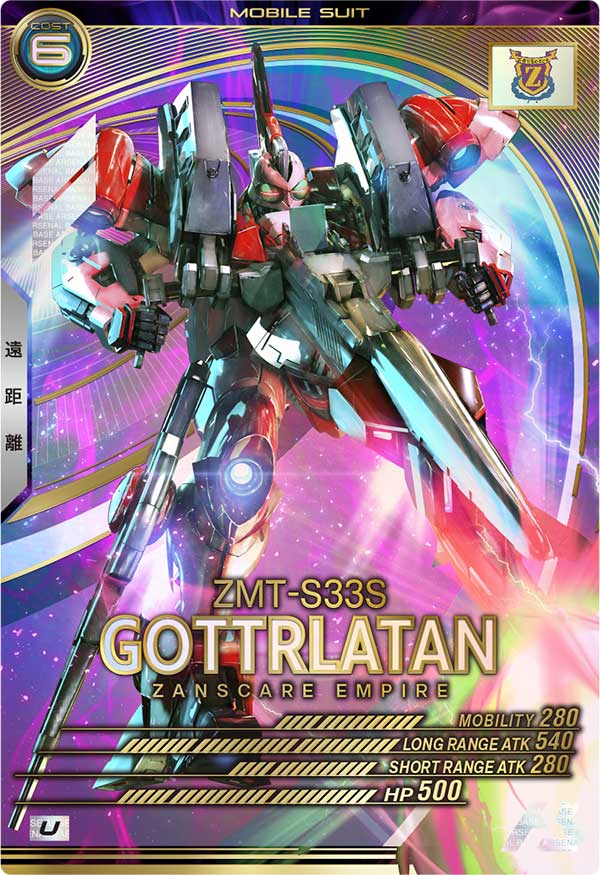 MOBILE SUIT
COST
6
Z
遠距離
ZMT-S33S
GOTTRLATAN
ZANSCARE EMPIRE
MOBILITY 280
LONG RANGE ATK 540
SHORT RANGE ATK 280
HP 500
U